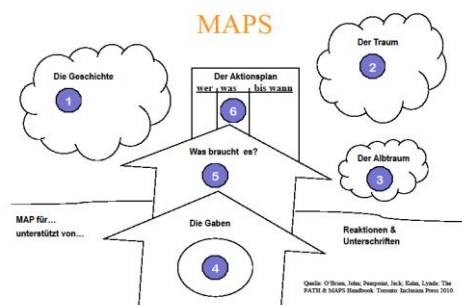 MAPS
Die Geschichte
1
Der Traum
2
Der Aktionsplan
wer was bis wann
6
Was braucht es?
5
Der Albtraum
3
MAP für…
unterstützt von…
Die Gaben
4
Reaktionen &
Unterschriften
Quelle: O'Brien, John; Pearpoint, Jack; Kahn, Lynda: The
PATH & MAPS Handbook. Toronto: Inclusion Press 2010.